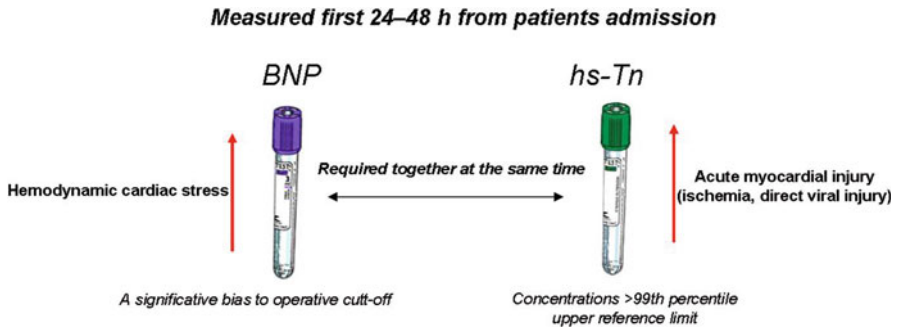 Measured first 24–48 h from patients admission
BNP
hs-Tn
Hemodynamic cardiac stress
Required together at the same time
Acute myocardial injury
(ischemia, direct viral injury)
A significative bias to operative cutt-off
Concentrations >99th percentile
upper reference limit